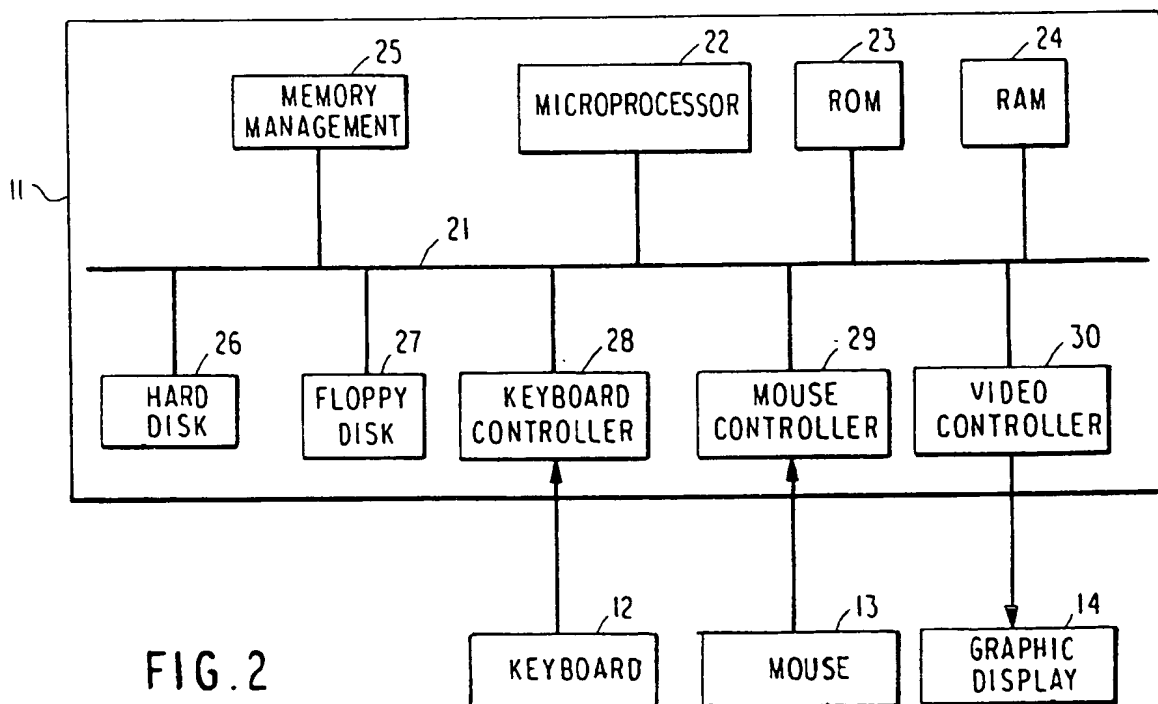 25
22
23
24
MEMORY
MANAGEMENT
MICROPROCESSOR
ROM
RAM
11
21
26
27
28
29
30
HARD
DISK
FLOPPY
DISK
KEYBOARD
CONTROLLER
MOUSE
CONTROLLER
VIDEO
CONTROLLER
12
13
14
KEYBOARD
MOUSE
GRAPHIC
DISPLAY
FIG.2